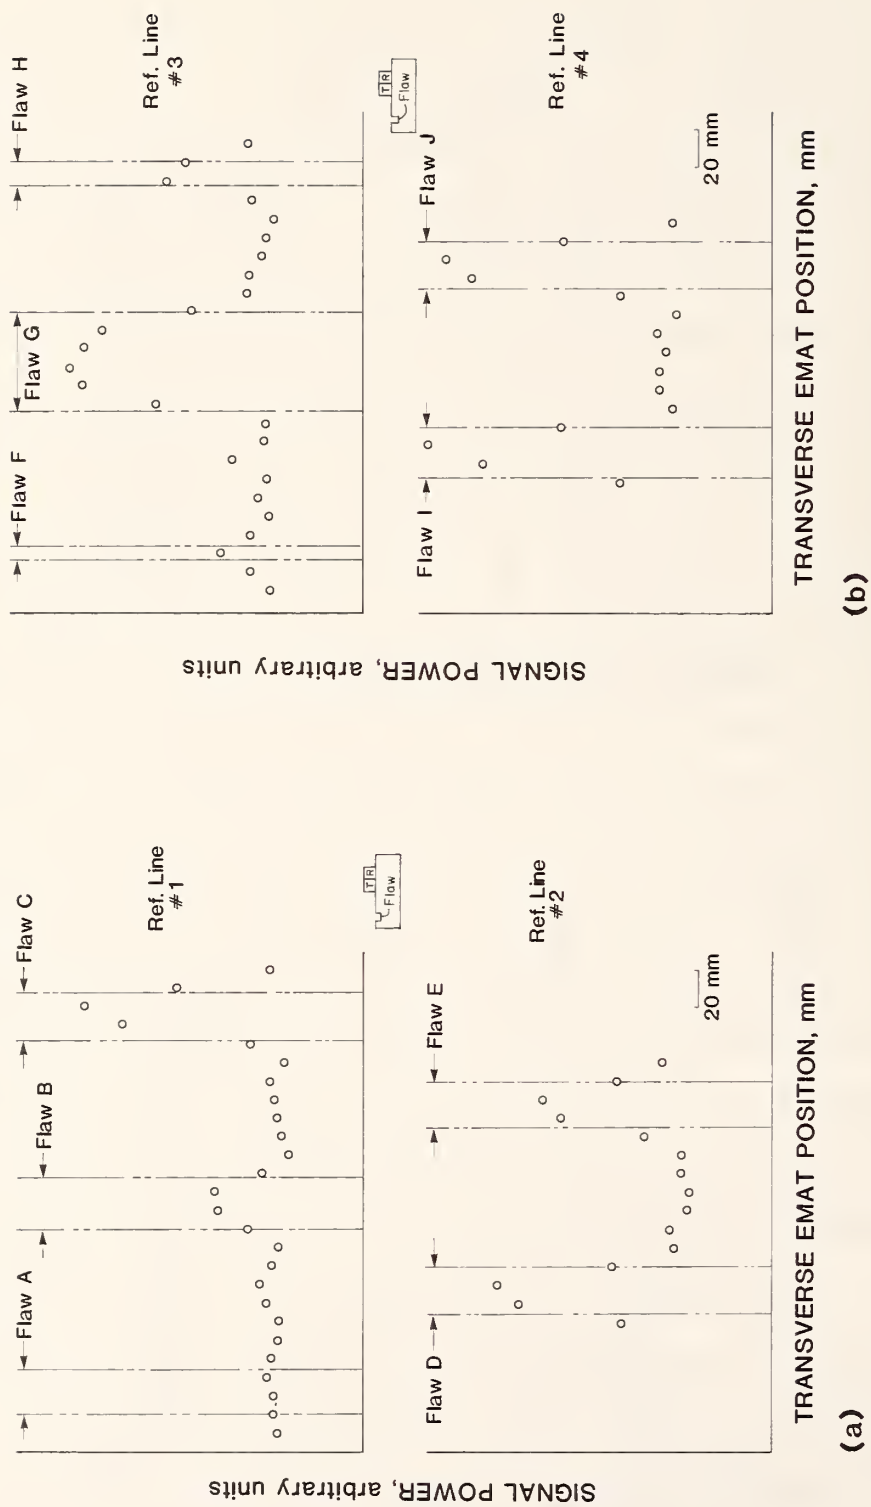 SIGNAL POWER, arbitrary units
Flaw A
Flaw B
Flaw C
Ref. Line
#1
T R
Flaw
Flaw D
Flaw E
Ref. Line
#2
20 mm
TRANSVERSE EMAT POSITION, mm
(a)
SIGNAL POWER, arbitrary units
Flaw F
Flaw G
Flaw H
Ref. Line
#3
T R
Flaw
Flaw I
Flaw J
Ref. Line
#4
20 mm
TRANSVERSE EMAT POSITION, mm
(b)